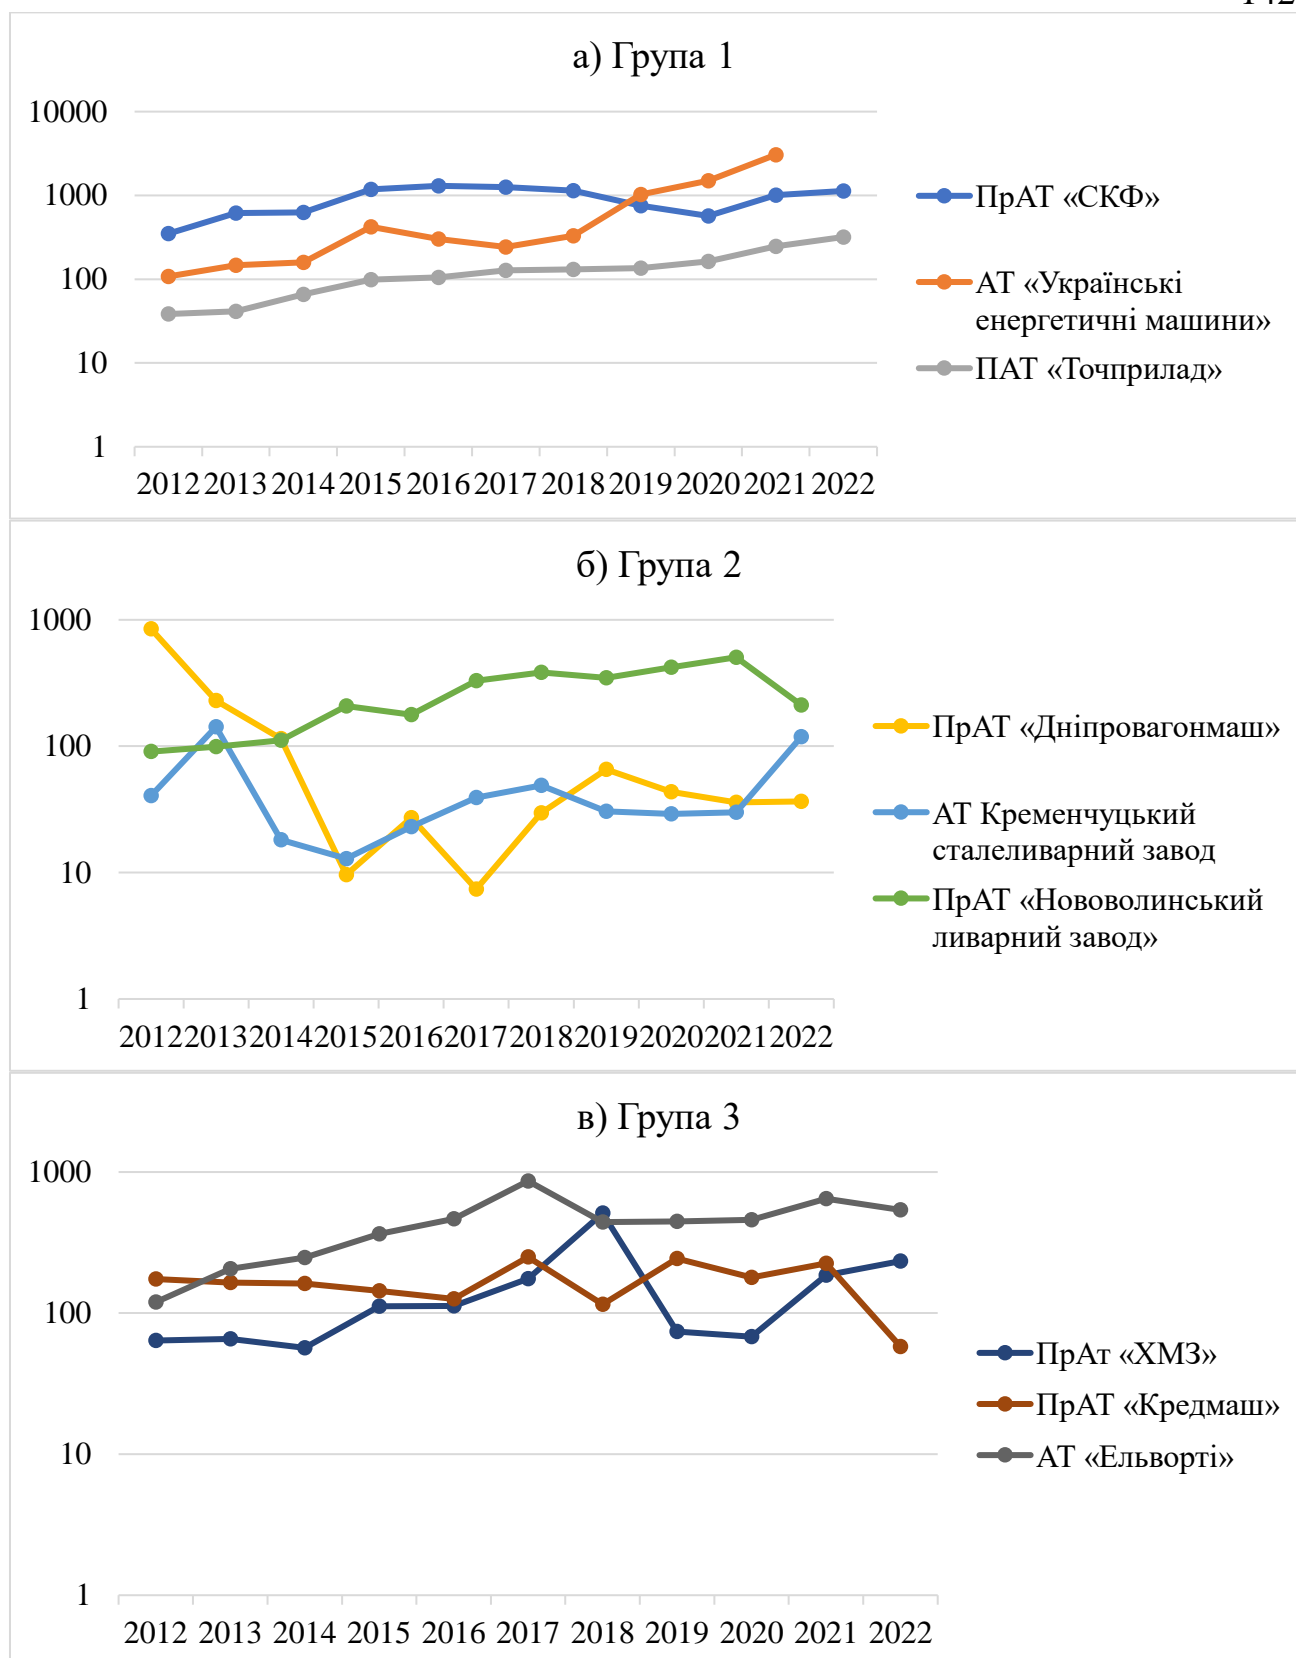 а) Група 1
10000
1000
100
10
1
2012 2013 2014 2015 2016 2017 2018 2019 2020 2021 2022
ПрАТ «СКФ»
АТ «Українські
енергетичні машини»
ПАТ «Точприлад»
б) Група 2
1000
100
10
1
2012 2013 2014 2015 2016 2017 2018 2019 2020 2021 2022
ПрАТ «Дніпровагонмаш»
АТ Кременчуцький
сталеливарний завод
ПрАТ «Нововолинський
ливарний завод»
в) Група 3
1000
100
10
1
2012 2013 2014 2015 2016 2017 2018 2019 2020 2021 2022
ПрАт «ХМЗ»
ПрАТ «Кредмаш»
АТ «Ельворті»